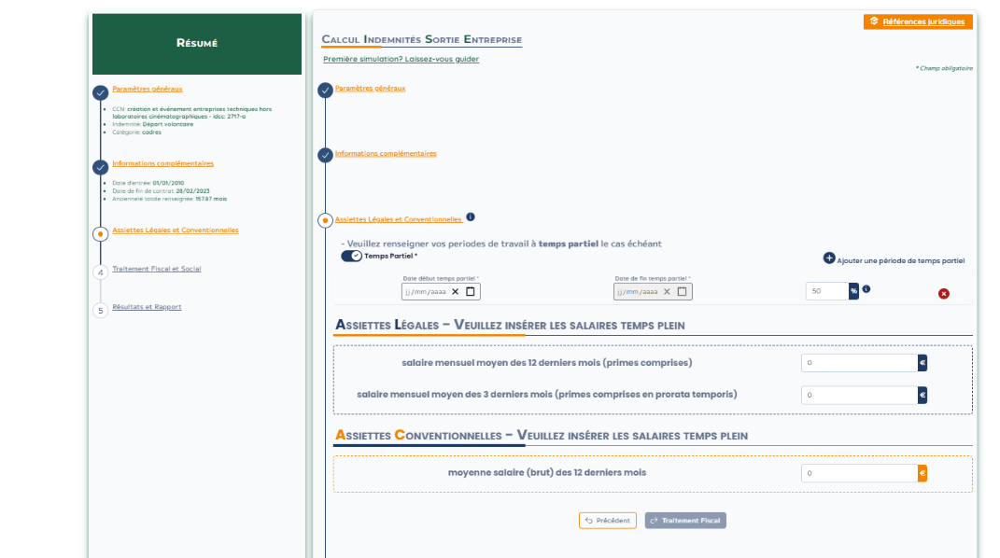 Résumé
Paramètres généraux
CCN: création et événement entreprises techniques hors
laboratoires cinématographiques - idcc: 2717-a
Indemnité: Départ volontaire
Catégorie: cadres
Informations complémentaires
Date d'entrée: 01/01/2010
Date de fin de contrat: 28/02/2023
Ancienneté totale renseignée: 157.87 mois
Assiettes Légales et Conventionnelles
4
Traitement Fiscal et Social
5
Résultats et Rapport
Références juridiques
Calcul Indemnités Sortie Entreprise
Première simulation? Laissez-vous guider
* Champ obligatoire
Paramètres généraux
Informations complémentaires
Assiettes Légales et Conventionnelles
- Veuillez renseigner vos periodes de travail à temps partiel le cas échéant
Temps Partiel *
Ajouter une période de temps partiel
Date début temps partiel *
Date de fin temps partiel *
jj/mm/aaaa
jj/mm/aaaa
50 %
Assiettes Légales – Veuillez insérer les salaires temps plein
salaire mensuel moyen des 12 derniers mois (primes comprises)
0 €
salaire mensuel moyen des 3 derniers mois (primes comprises en prorata temporis)
0 €
Assiettes Conventionnelles – Veuillez insérer les salaires temps plein
moyenne salaire (brut) des 12 derniers mois
0 €
Précédent
Traitement Fiscal